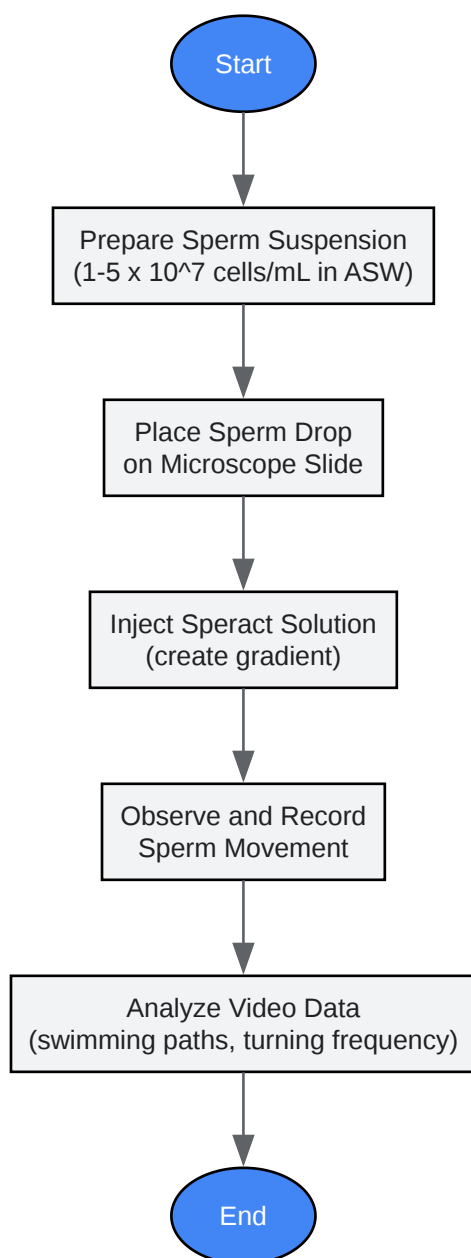 Start
Prepare Sperm Suspension
(1-5 x 10^7 cells/mL in ASW)
Place Sperm Drop
on Microscope Slide
Inject Speract Solution
(create gradient)
Observe and Record
Sperm Movement
Analyze Video Data
(swimming paths, turning frequency)
End